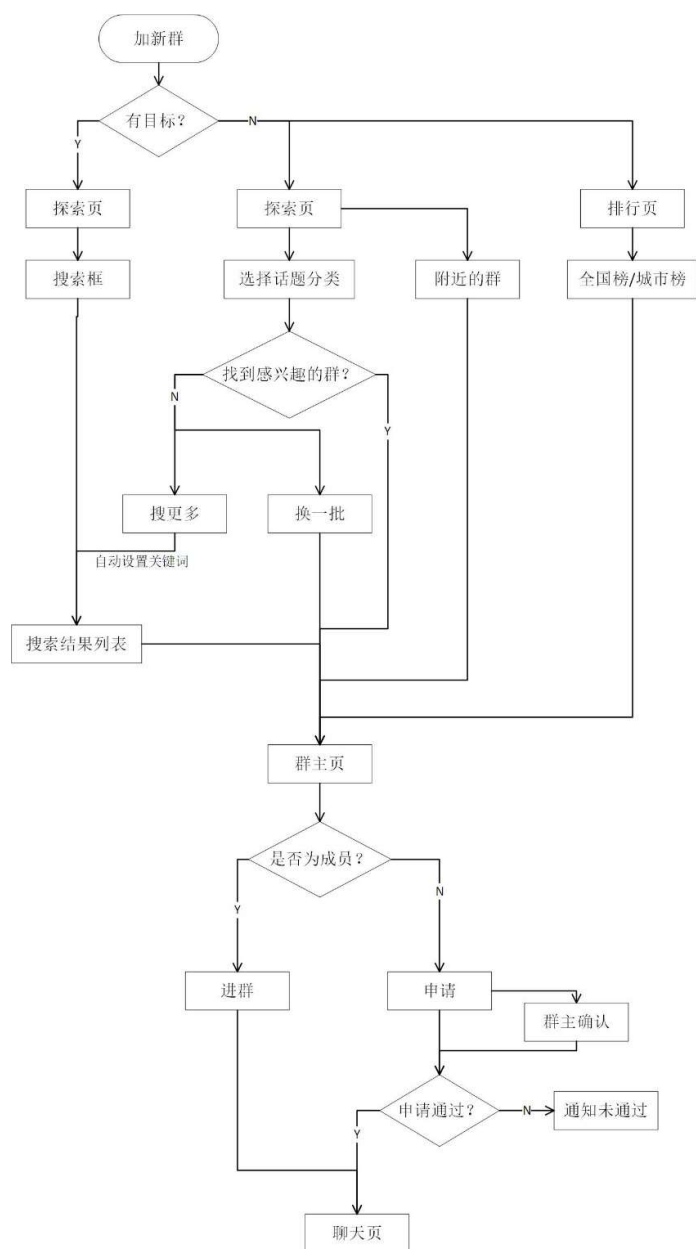 加新群
有目标?
Y
N
探索页
探索页
排行页
搜索框
选择话题分类
附近的群
全国榜/城市榜
找到感兴趣的群?
N
Y
搜更多
换一批
自动设置关键词
搜索结果列表
群主页
是否为成员?
Y
N
进群
申请
群主确认
申请通过?
N
通知未通过
Y
聊天页